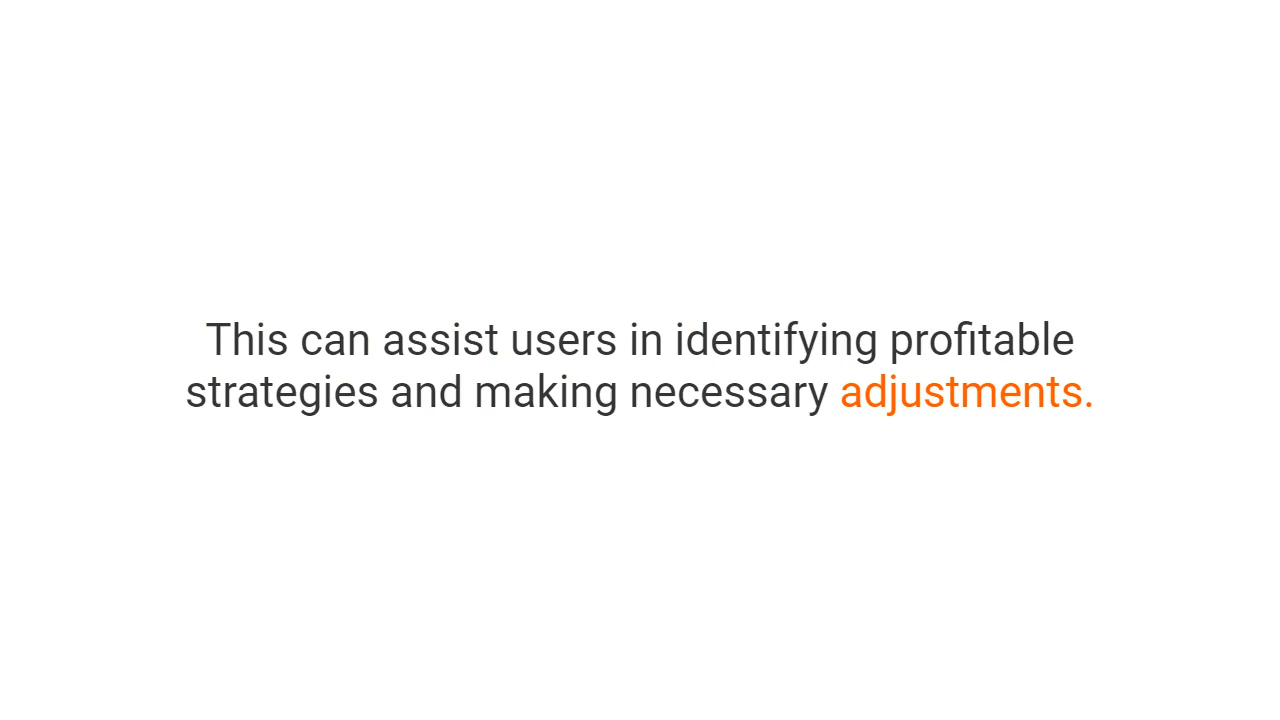 This can assist users in identifying profitable
strategies and making necessary adjustments.